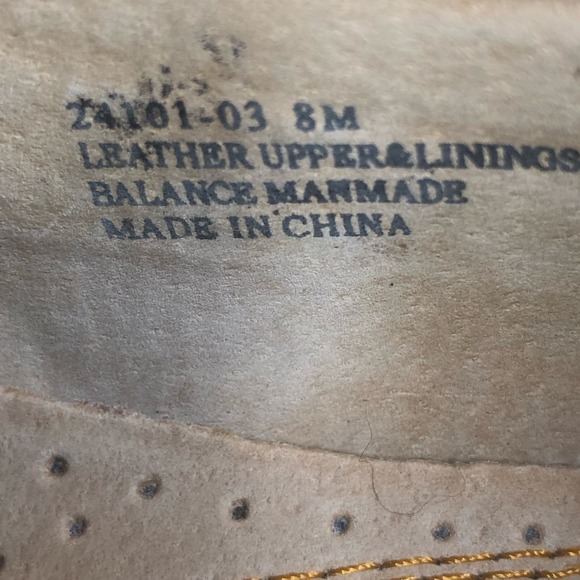 24101-03 8M
LEATHER UPPER&LININGS
BALANCE MANMADE
MADE IN CHINA